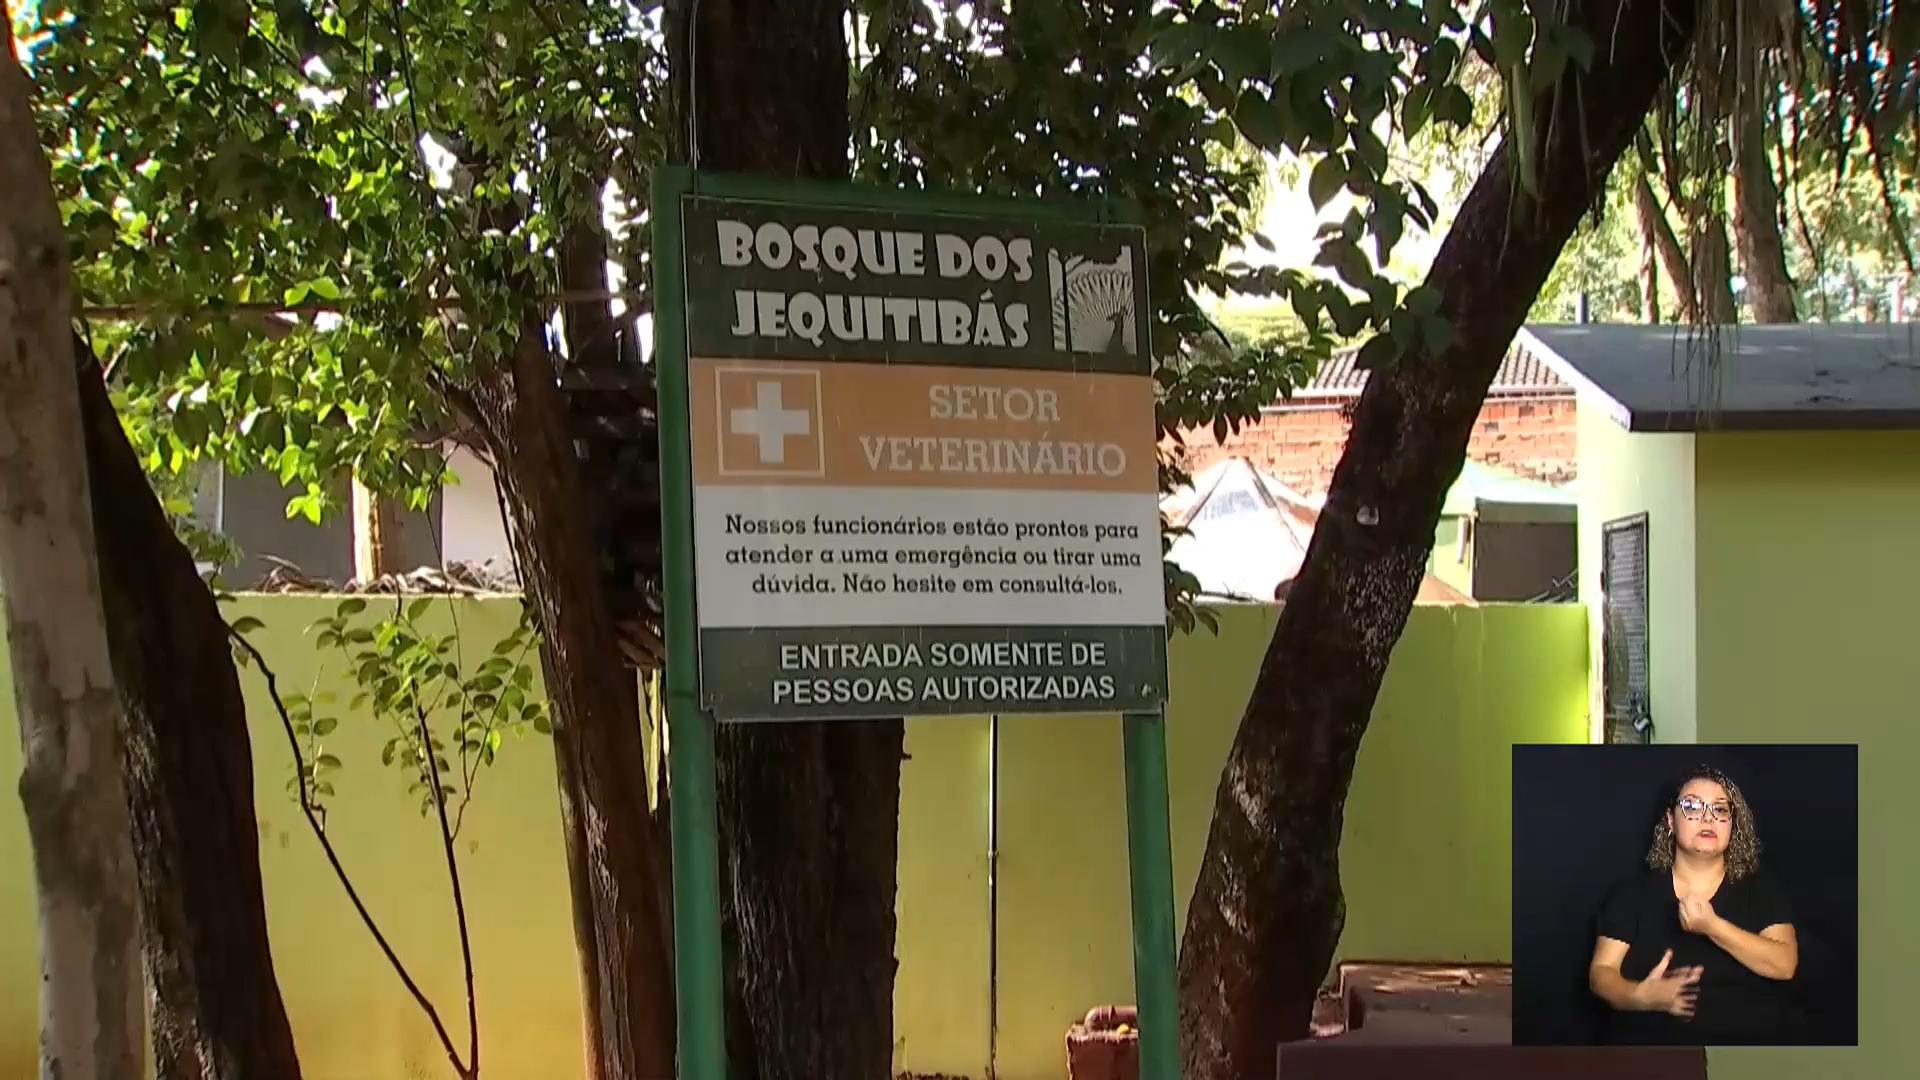 BOSQUE DOS
JEQUITIBÁS
SETOR
VETERINÁRIO
Nossos funcionários estão prontos para
atender a uma emergência ou tirar uma
dúvida. Não hesite em consultá-los.
ENTRADA SOMENTE DE
PESSOAS AUTORIZADAS